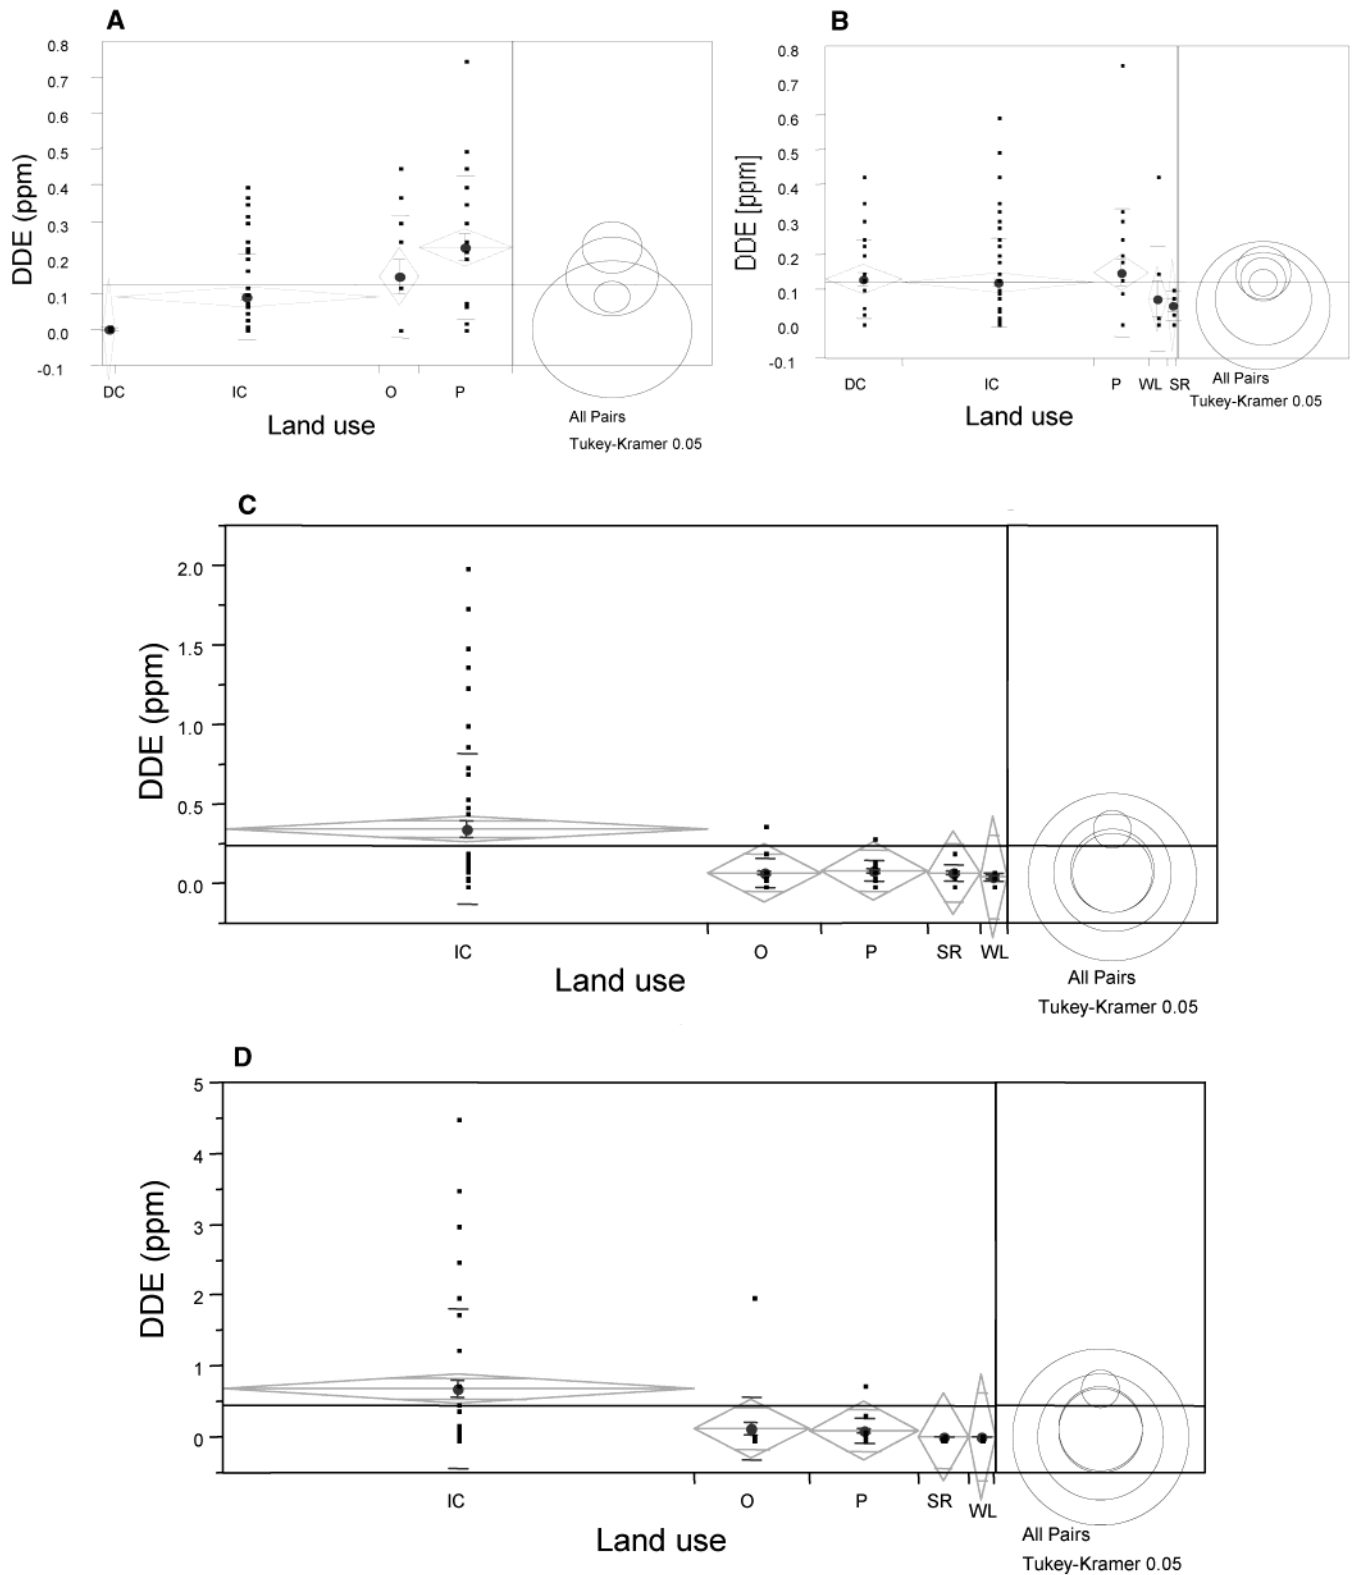 A
DDE (ppm)
0.8
0.7
0.6
0.5
0.4
0.3
0.2
0.1
0.0
-0.1
DC IC O P
Land use
All Pairs
Tukey-Kramer 0.05
B
DDE [ppm]
0.8
0.7
0.6
0.5
0.4
0.3
0.2
0.1
0.0
-0.1
DC IC P WL SR
Land use
All Pairs
Tukey-Kramer 0.05
C
DDE (ppm)
2.0
1.5
1.0
0.5
0.0
IC O P SR WL
Land use
All Pairs
Tukey-Kramer 0.05
D
DDE (ppm)
5
4
3
2
1
0
IC O P SR WL
Land use
All Pairs
Tukey-Kramer 0.05